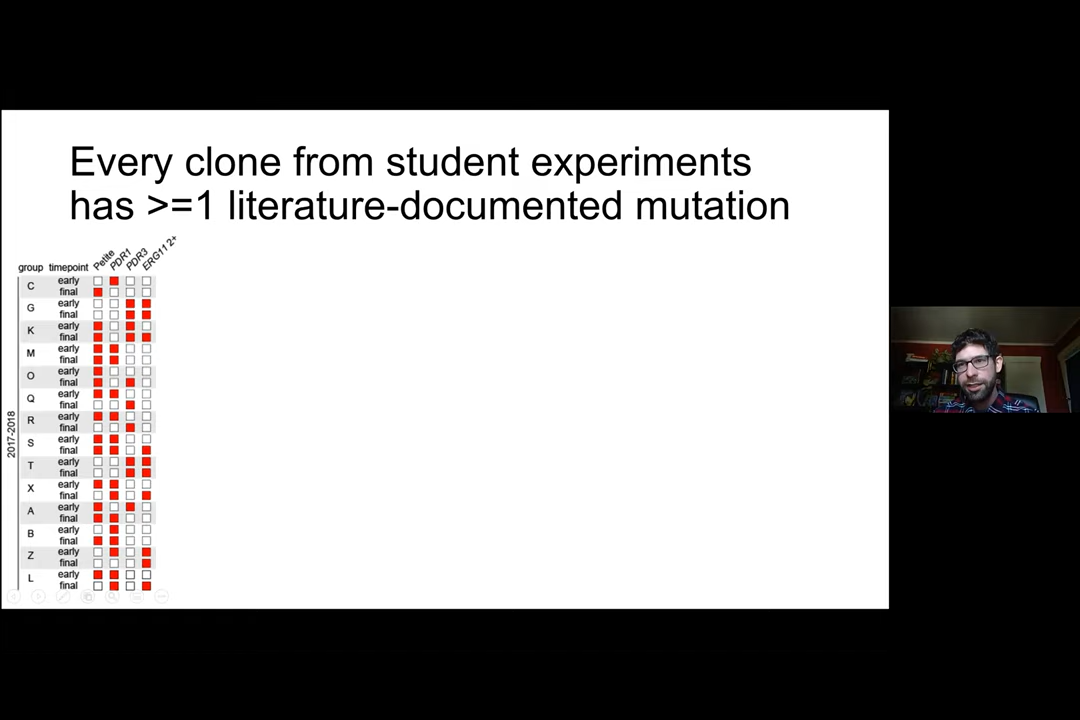 Every clone from student experiments
has >=1 literature-documented mutation
group timepoint Petite PDR1 PDR3 ERG11 2+
2017-2018
C early
final
G early
final
K early
final
M early
final
O early
final
Q early
final
R early
final
S early
final
T early
final
X early
final
A early
final
B early
final
Z early
final
L early
final